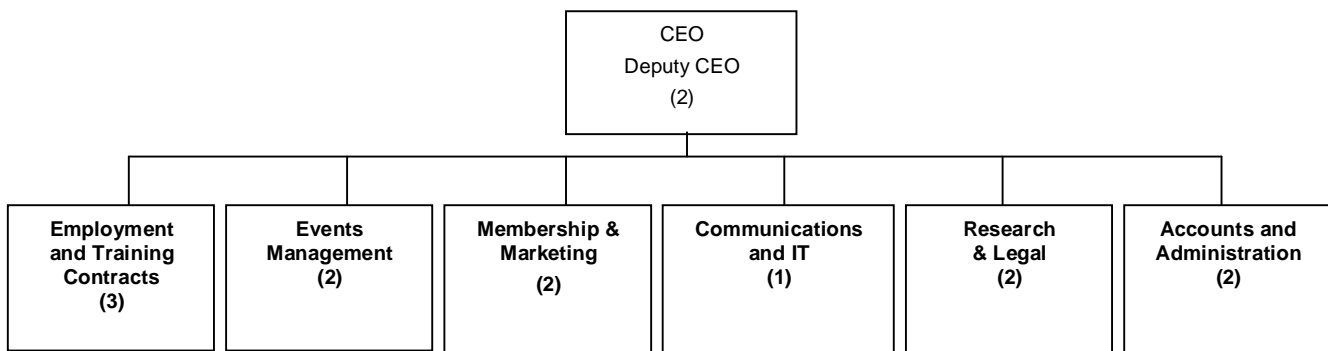 CEO
Deputy CEO
(2)
Employment
and Training
Contracts
(3)
Events
Management
(2)
Membership &
Marketing
(2)
Communications
and IT
(1)
Research
& Legal
(2)
Accounts and
Administration
(2)